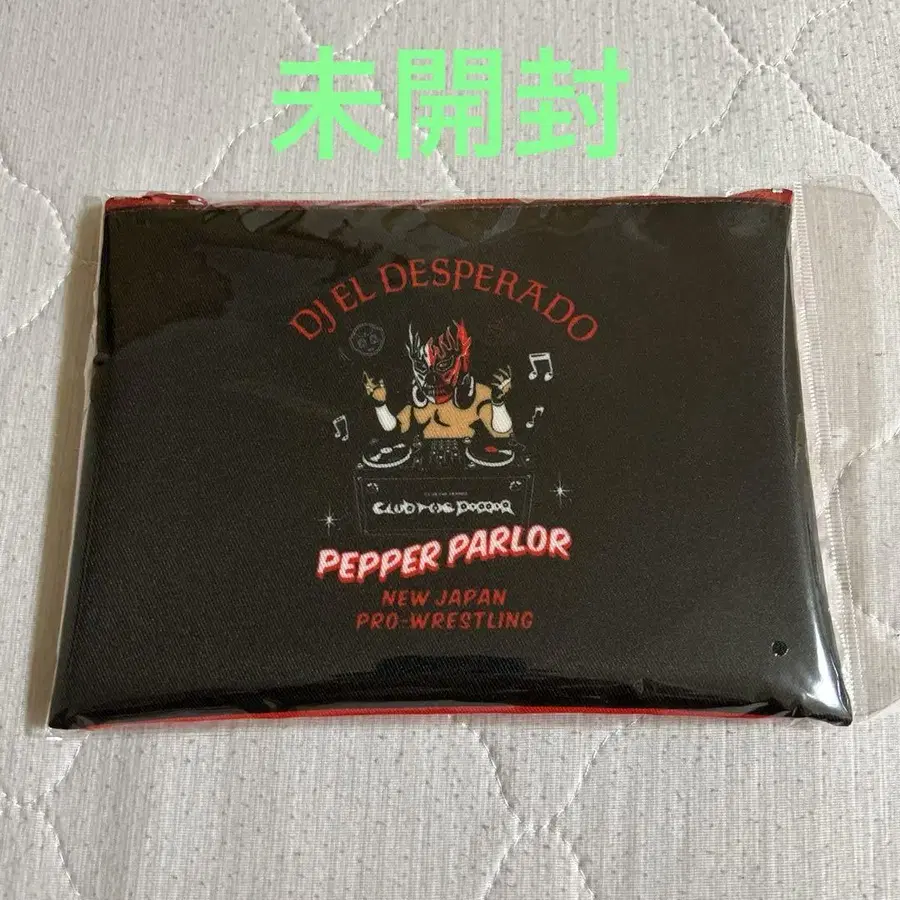 未開封
DJ EL DESPERADO
PEPPER PARLOR
NEW JAPAN
PRO-WRESTLING